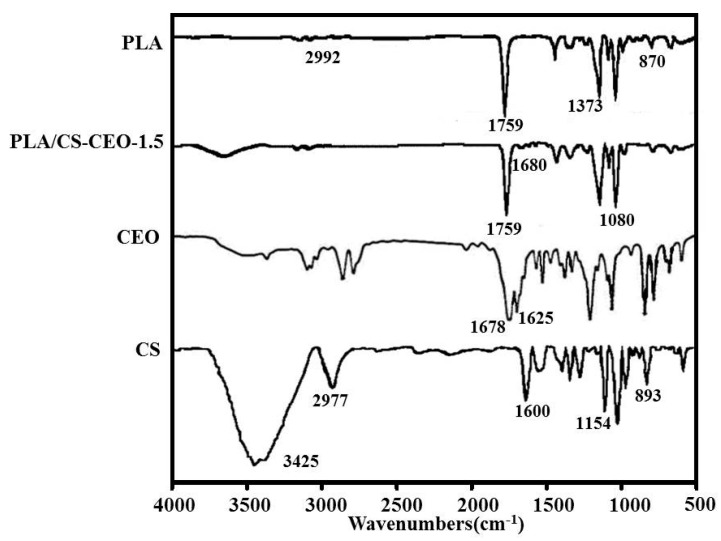 PLA
2992
870
1373
1759
PLA/CS-CEO-1.5
1680
1759
1080
CEO
1678
1625
CS
2977
1600
893
1154
3425
4000 3500 3000 2500 2000 1500 1000 500
Wavenumbers(cm⁻¹)